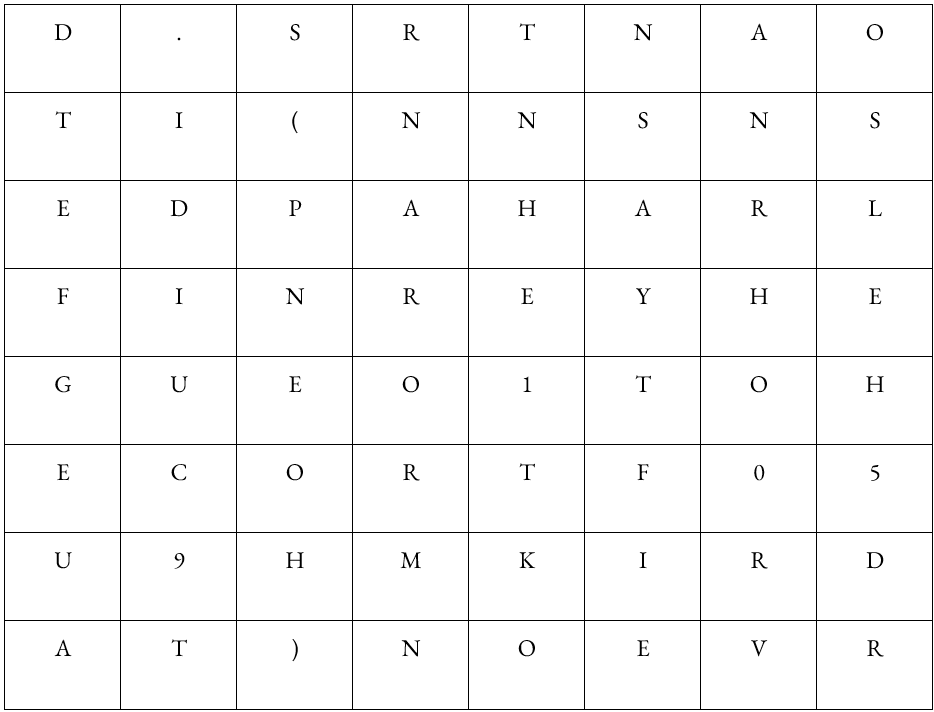 D . S R T N A O
T I ( N N S N S
E D P A H A R L
F I N R E Y H E
G U E O 1 T O H
E C O R T F 0 5
U 9 H M K I R D
A T ) N O E V R